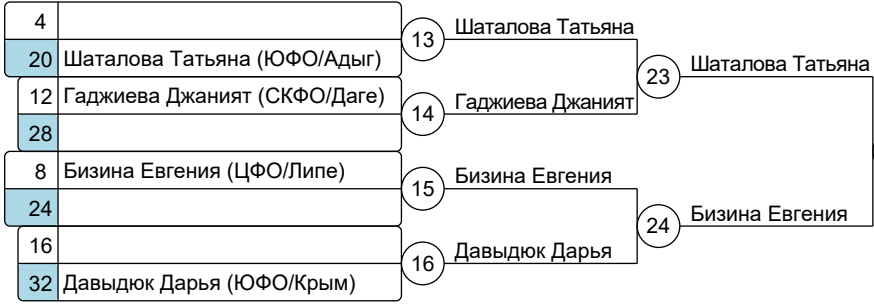 4
20 Шаталова Татьяна (ЮФО/Адыг)
13
Шаталова Татьяна
12 Гаджиева Джаният (СКФО/Даге)
28
14
Гаджиева Джаният
23
Шаталова Татьяна
8 Бизина Евгения (ЦФО/Липе)
24
15
Бизина Евгения
16
32 Давыдюк Дарья (ЮФО/Крым)
16
Давыдюк Дарья
24
Бизина Евгения